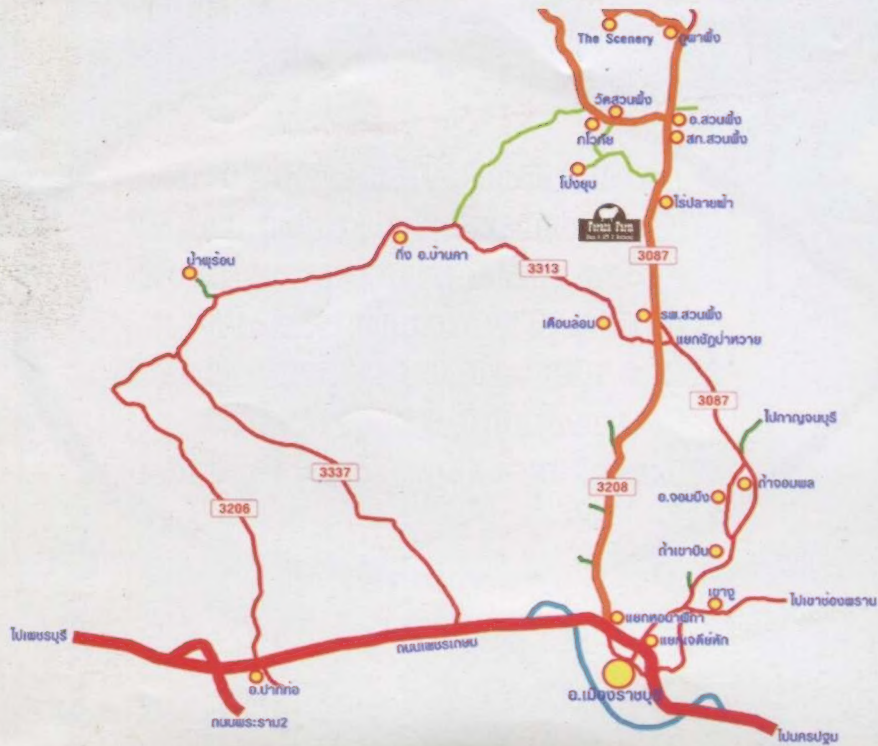 The Scenery
ภูผาผึ้ง
วัดสวนผึ้ง
อ.สวนผึ้ง
สภ.สวนผึ้ง
ภโวทัย
โป่งยุบ
ไร่ปลายฟ้า
น้ำพุร้อน
กิ่ง อ.บ้านคา
3313
3087
รพ.สวนผึ้ง
เดือนล้อม
แยกชัฏป่าหวาย
3087
ไปกาญจนบุรี
3337
3206
3208
อ.จอมบึง
ถ้ำจอมพล
ถ้ำเขาบิน
เขางู
ไปเขาช่องพราน
แยกหอนาฬิกา
แยกเจดีย์หัก
ไปเพชรบุรี
ถนนเพชรเกษม
อ.ปากท่อ
อ.เมืองราชบุรี
ถนนพระราม2
ไปนครปฐม